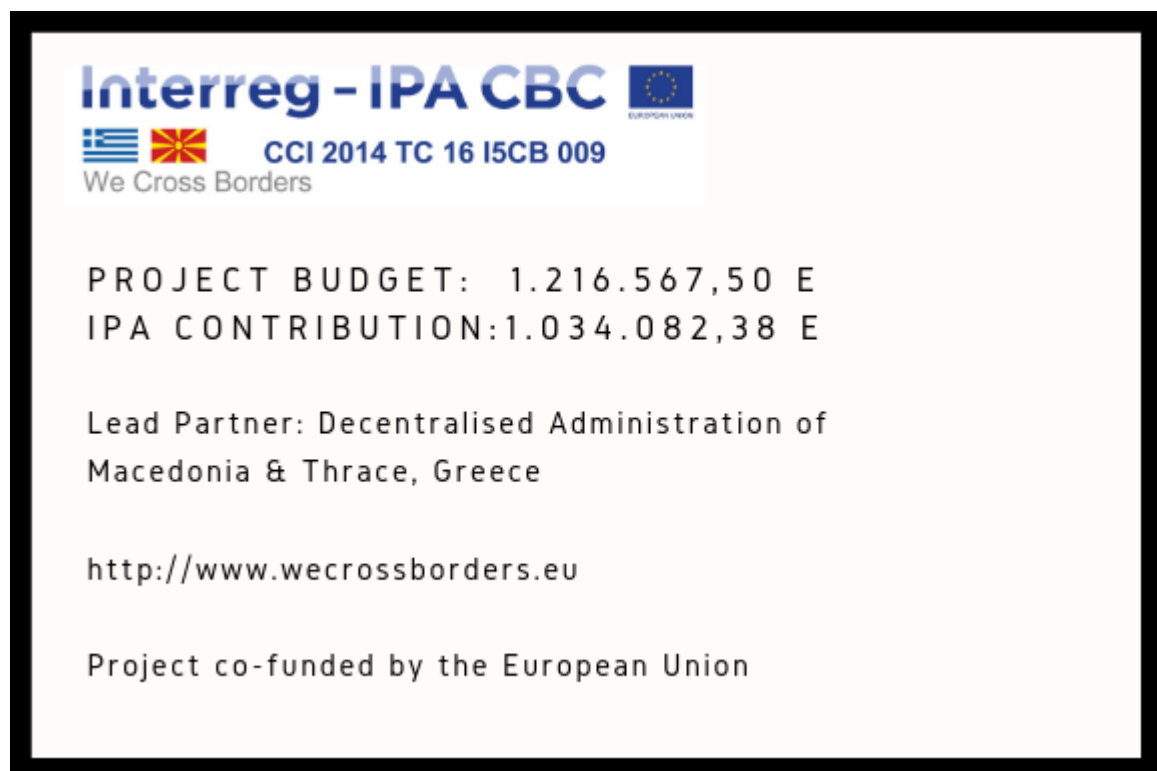 Interreg - IPA CBC
EUROPEAN UNION
CCI 2014 TC 16 I5CB 009
We Cross Borders
PROJECT BUDGET: 1.216.567,50 E
IPA CONTRIBUTION:1.034.082,38 E
Lead Partner: Decentralised Administration of
Macedonia & Thrace, Greece
http://www.wecrossborders.eu
Project co-funded by the European Union